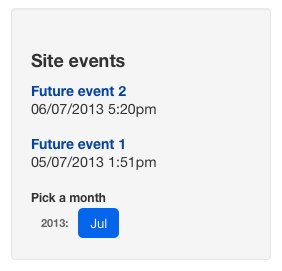 Site events
Future event 2
06/07/2013 5:20pm
Future event 1
05/07/2013 1:51pm
Pick a month
2013: Jul